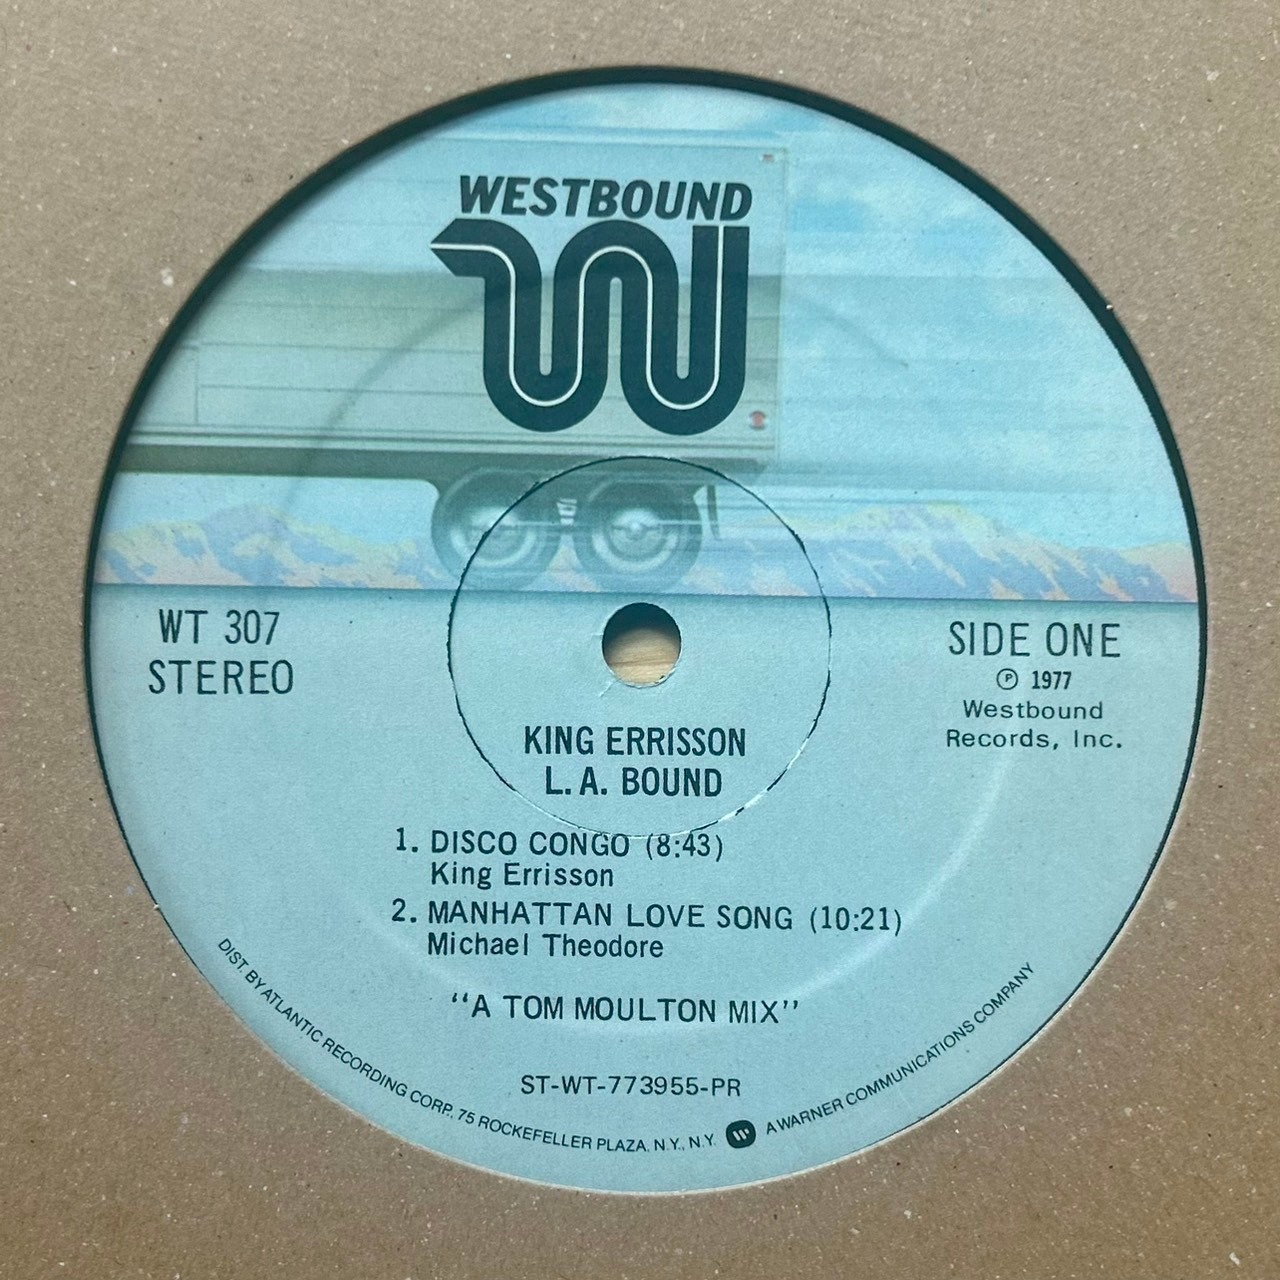 WESTBOUND
WT 307
STEREO
SIDE ONE
℗ 1977
Westbound
Records, Inc.
KING ERRISSON
L.A. BOUND
1. DISCO CONGO (8:43)
King Errisson
2. MANHATTAN LOVE SONG (10:21)
Michael Theodore
"A TOM MOULTON MIX"
ST-WT-773955-PR
DIST. BY ATLANTIC RECORDING CORP., 75 ROCKEFELLER PLAZA, N.Y., N.Y. W A WARNER COMMUNICATIONS COMPANY